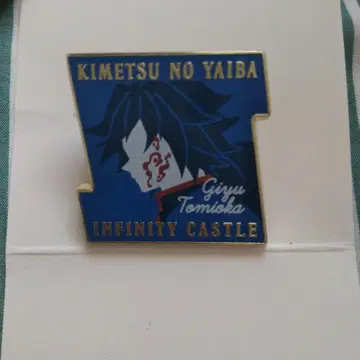 KIMETSU NO YAIBA
Giyu
Tomioka
INFINITY CASTLE